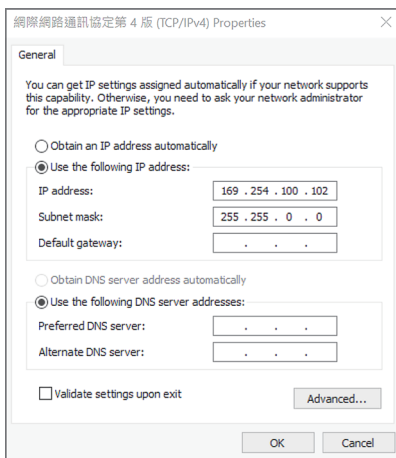 網際網路通訊協定第 4 版 (TCP/IPv4) Properties
General
You can get IP settings assigned automatically if your network supports
this capability. Otherwise, you need to ask your network administrator
for the appropriate IP settings.
Obtain an IP address automatically
Use the following IP address:
IP address: 169 . 254 . 100 . 102
Subnet mask: 255 . 255 . 0 . 0
Default gateway: . . .
Obtain DNS server address automatically
Use the following DNS server addresses:
Preferred DNS server: . . .
Alternate DNS server: . . .
Validate settings upon exit
Advanced...
OK Cancel